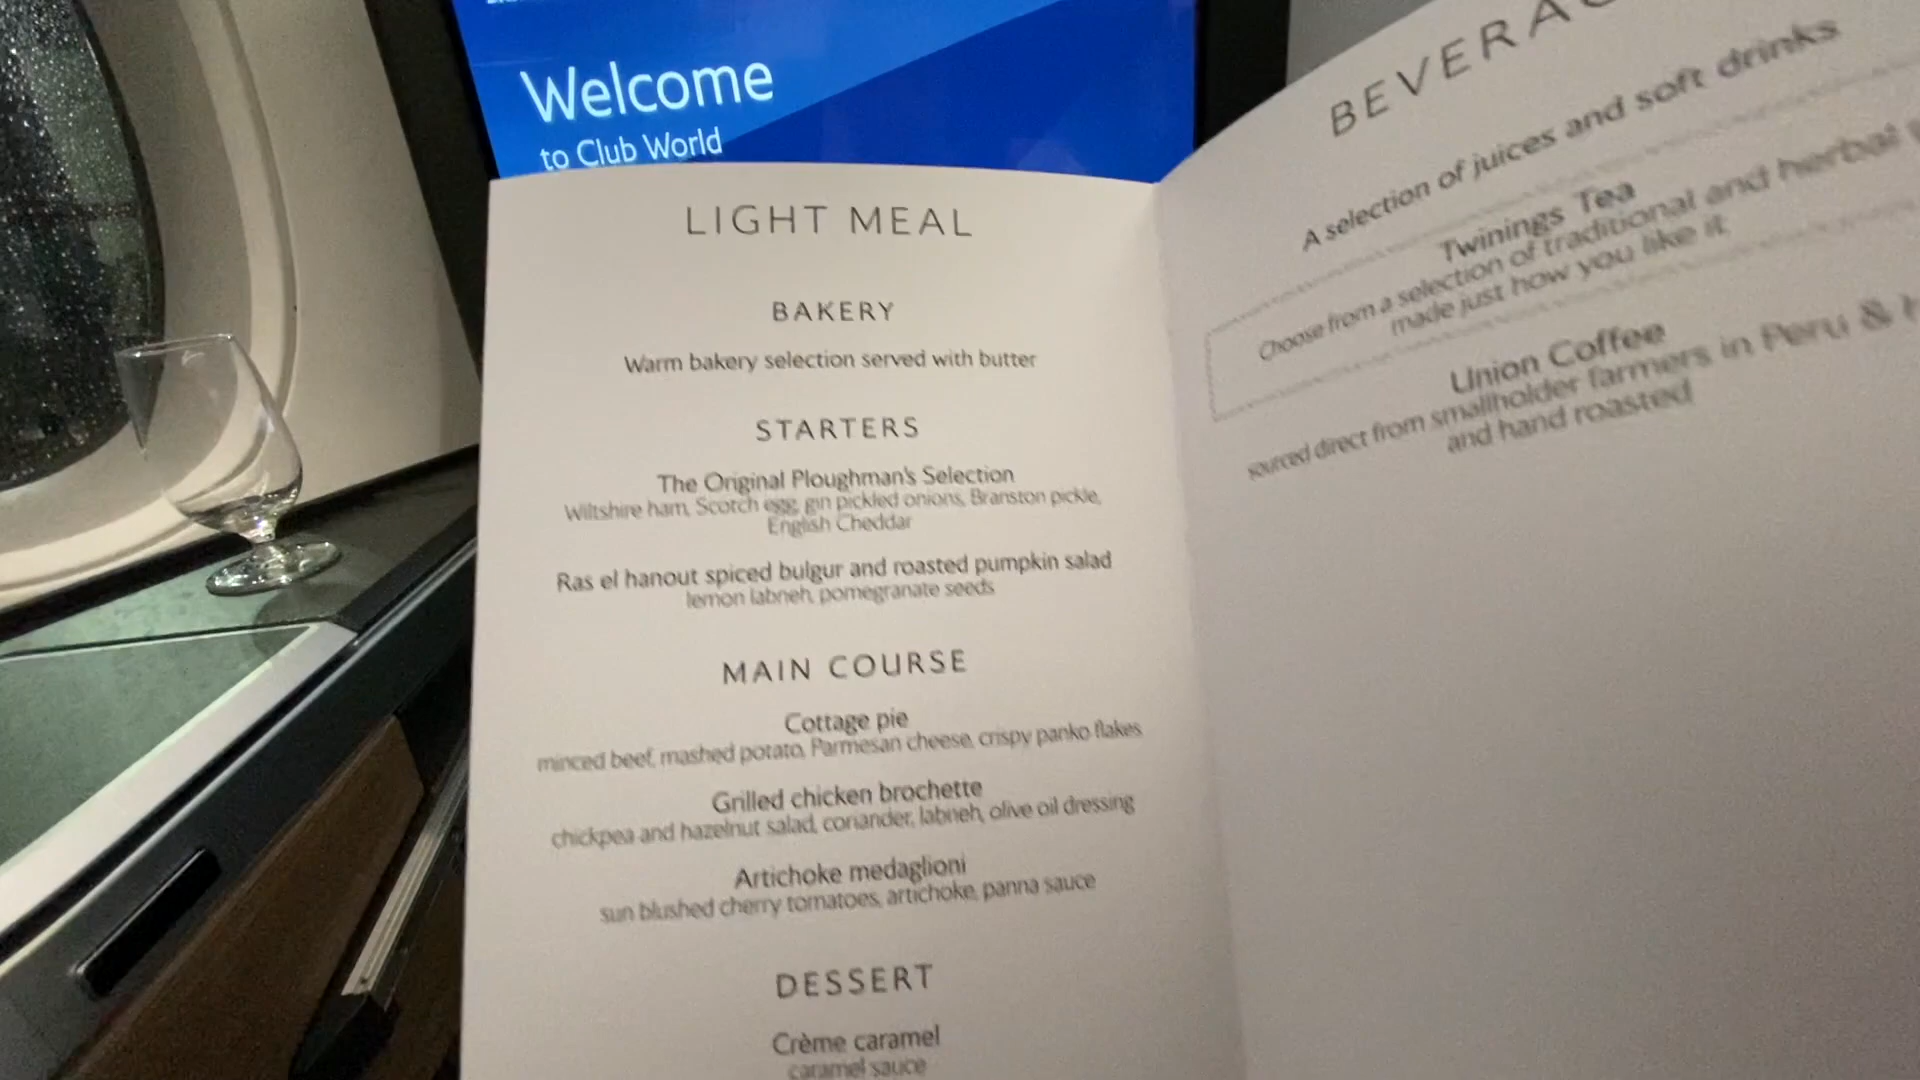 Welcome
to Club World
LIGHT MEAL
BAKERY
Warm bakery selection served with butter
STARTERS
The Original Ploughman's Selection
Wiltshire ham, Scotch egg, gin pickled onions, Branston pickle,
English Cheddar
Ras el hanout spiced bulgur and roasted pumpkin salad
lemon labneh, pomegranate seeds
MAIN COURSE
Cottage pie
minced beef, mashed potato, Parmesan cheese, crispy panko flakes
Grilled chicken brochette
chickpea and hazelnut salad, coriander, labneh, olive oil dressing
Artichoke medaglioni
sun blushed cherry tomatoes, artichoke, panna sauce
DESSERT
Crème caramel
caramel sauce
BEVERAG
A selection of juices and soft drinks
Twinings Tea
Choose from a selection of traditional and herbal
made just how you like it
Union Coffee
sourced direct from smallholder farmers in Peru &
and hand roasted